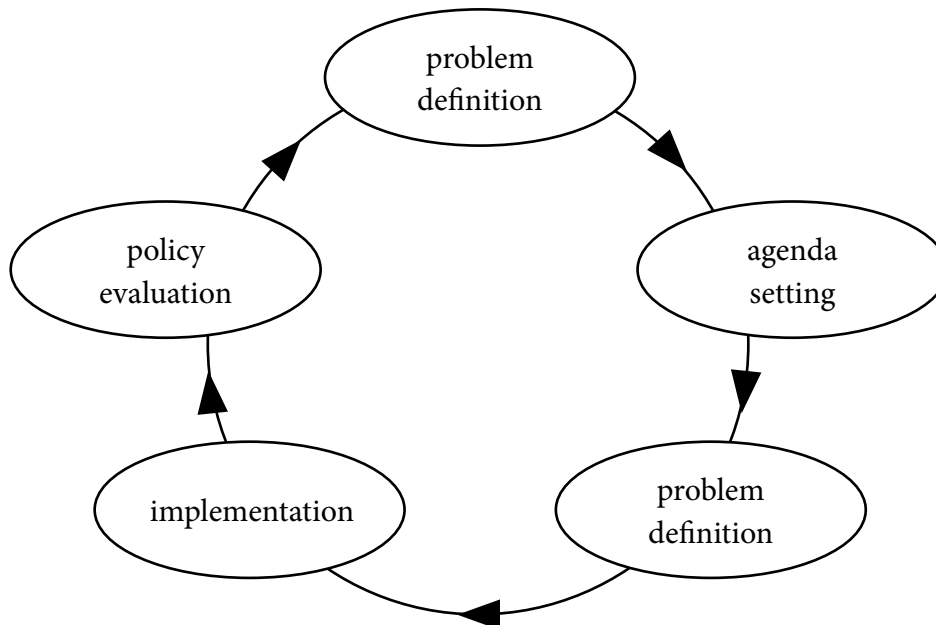 problem
definition
agenda
setting
problem
definition
implementation
policy
evaluation